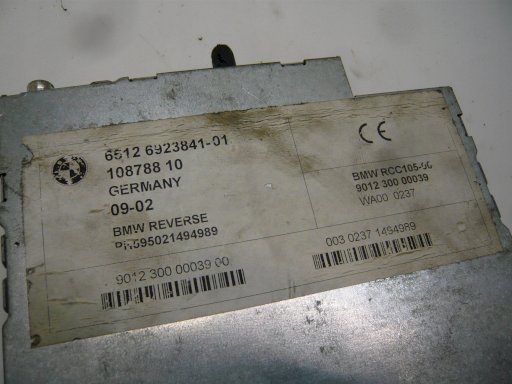 6512 6923841-01
108788 10
GERMANY
09-02
BMW REVERSE
9012 300 00039 00
CE
BMW RCC105-06
9012 300 00039
WA00 0237
003 0237 1494989